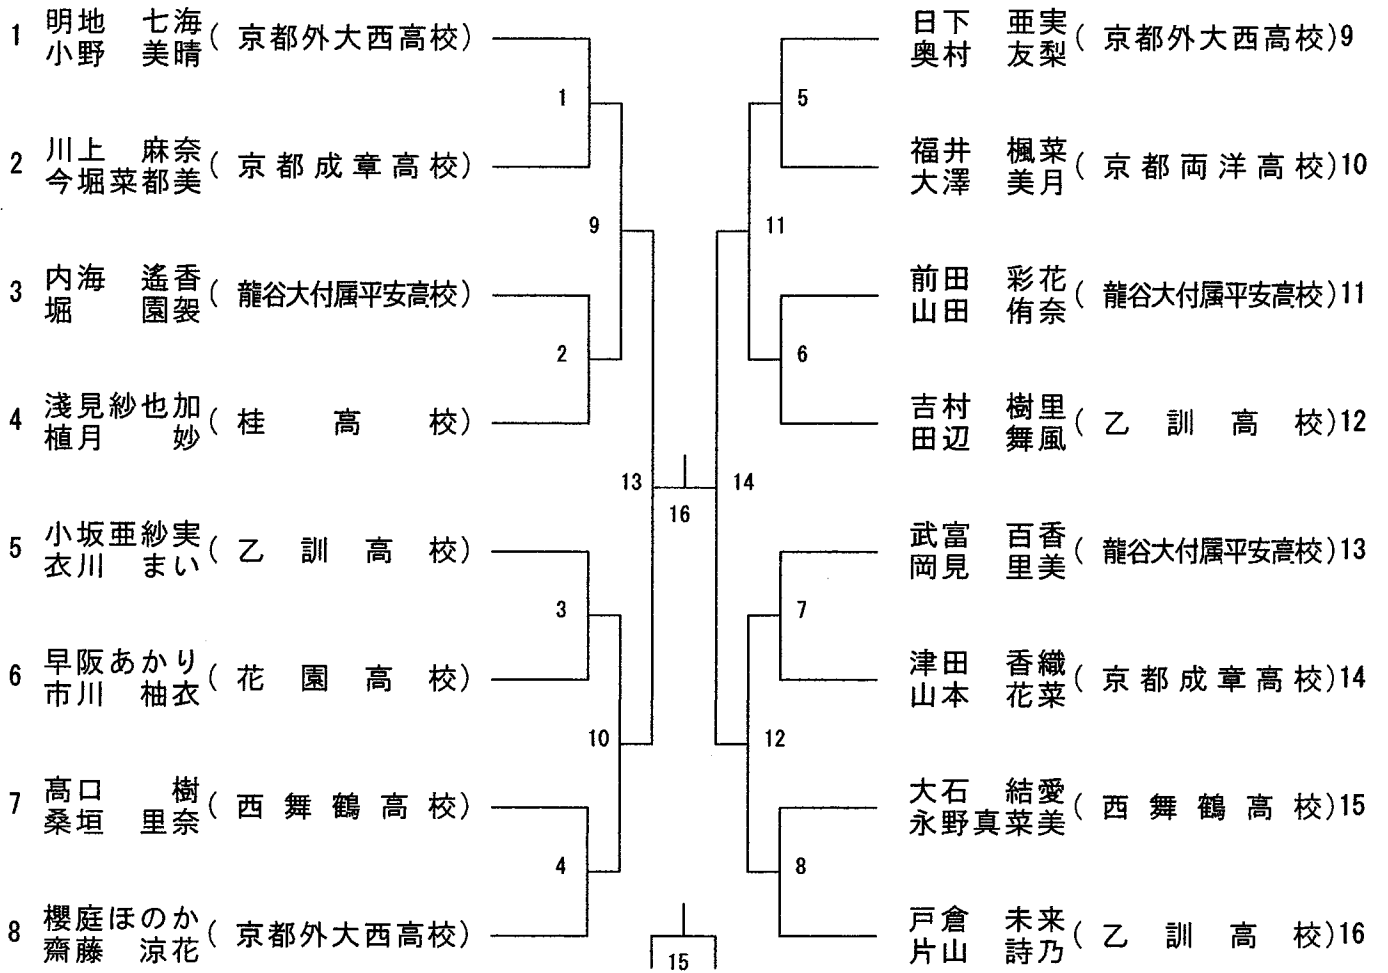 1 明地 七海 ( 京都外大西高校 )
小野 美晴
1
2 川上 麻奈 ( 京都成章高校 )
今堀菜都美
9
3 内海 遙香 ( 龍谷大付属平安高校 )
堀 園袈
2
4 淺見紗也加 ( 桂高校 )
植月 妙
13
5 小坂亜紗実 ( 乙訓高校 )
衣川 まい
3
6 早阪あかり ( 花園高校 )
市川 柚衣
10
7 髙口 樹 ( 西舞鶴高校 )
桑垣 里奈
4
8 櫻庭ほのか ( 京都外大西高校 )
齋藤 涼花
16
15
日下 亜実 ( 京都外大西高校 ) 9
奥村 友梨
5
福井 楓菜 ( 京都両洋高校 ) 10
大澤 美月
11
前田 彩花 ( 龍谷大付属平安高校 ) 11
山田 侑奈
6
吉村 樹里 ( 乙訓高校 ) 12
田辺 舞風
14
武富 百香 ( 龍谷大付属平安高校 ) 13
岡見 里美
7
津田 香織 ( 京都成章高校 ) 14
山本 花菜
12
大石 結愛 ( 西舞鶴高校 ) 15
永野真菜美
8
戸倉 未来 ( 乙訓高校 ) 16
片山 詩乃